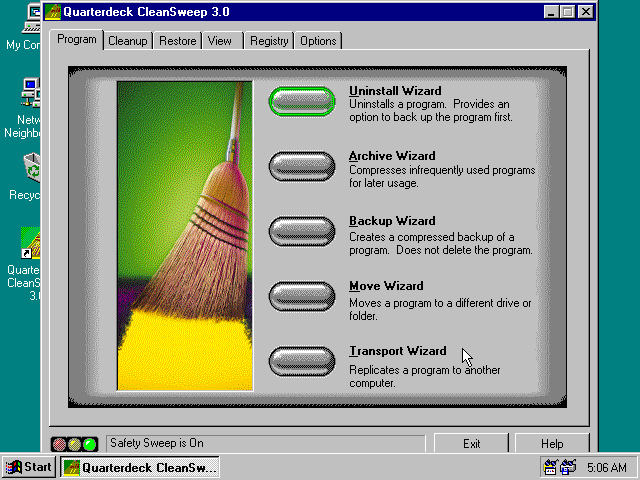 Quarterdeck CleanSweep 3.0
My Con
Program Cleanup Restore View Registry Options
Uninstall Wizard
Uninstalls a program. Provides an
option to back up the program first.
Netw
Neighbo
Archive Wizard
Compresses infrequently used programs
for later usage.
Recyc
Backup Wizard
Creates a compressed backup of a
program. Does not delete the program.
Quarte
CleanS
3.0
Move Wizard
Moves a program to a different drive or
folder.
Transport Wizard
Replicates a program to another
computer.
Safety Sweep is On
Exit Help
Start Quarterdeck CleanSw... 5:06 AM